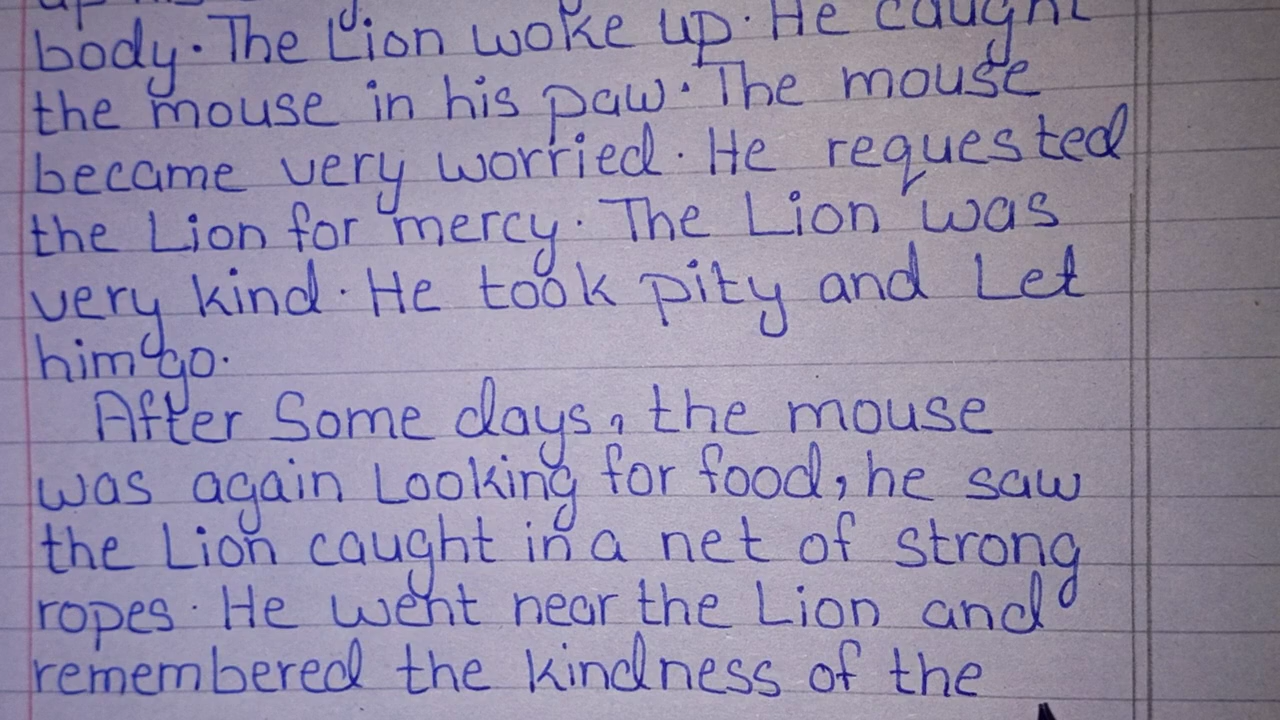 body. The Lion woke up. He caught
the mouse in his paw. The mouse
became very worried. He requested
the Lion for mercy. The Lion was
very kind. He took pity and Let
him go.
After Some days, the mouse
was again Looking for food, he saw
the Lion caught in a net of strong
ropes. He went near the Lion and
remembered the kindness of the